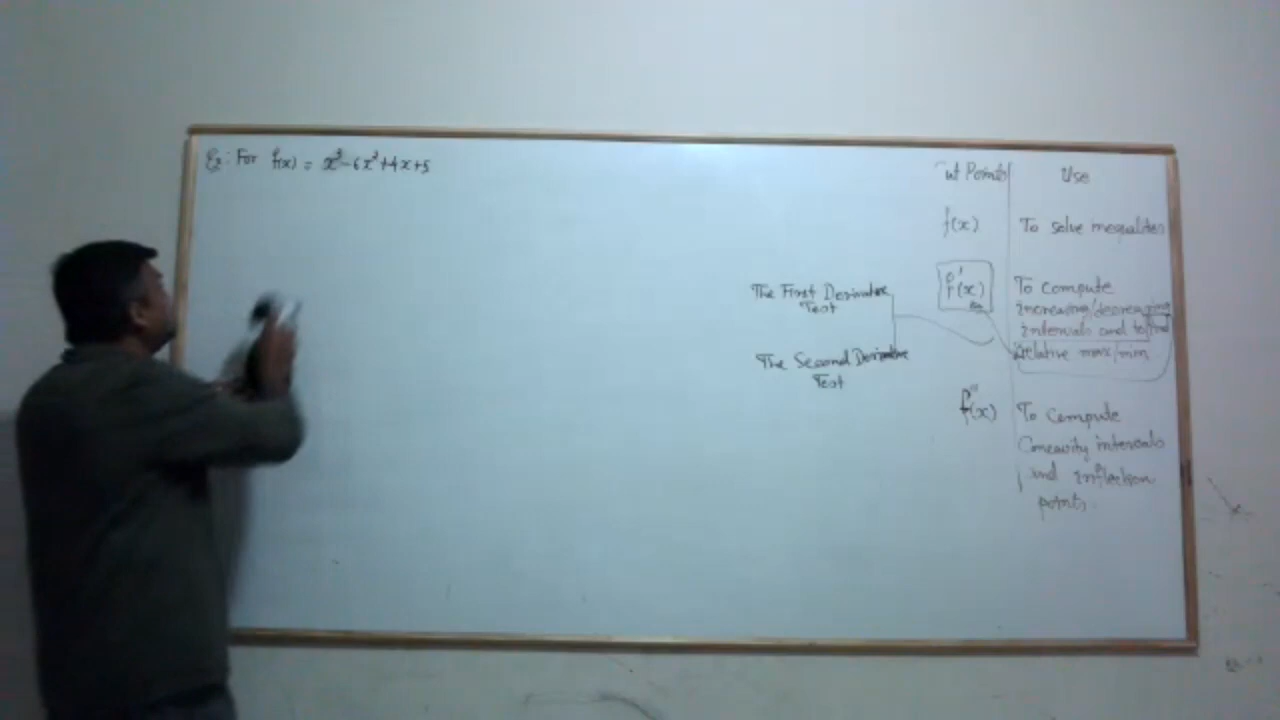 Ex: For f(x) = x³-6x²+4x+5
Cut Points Use
f(x) To solve inequalities
The First Derivative
Test
f'(x) To compute
increasing/decreasing
intervals and to find
relative max/min
The Second Derivative
Test
f''(x) To compute
Concavity intervals
and inflection
points.